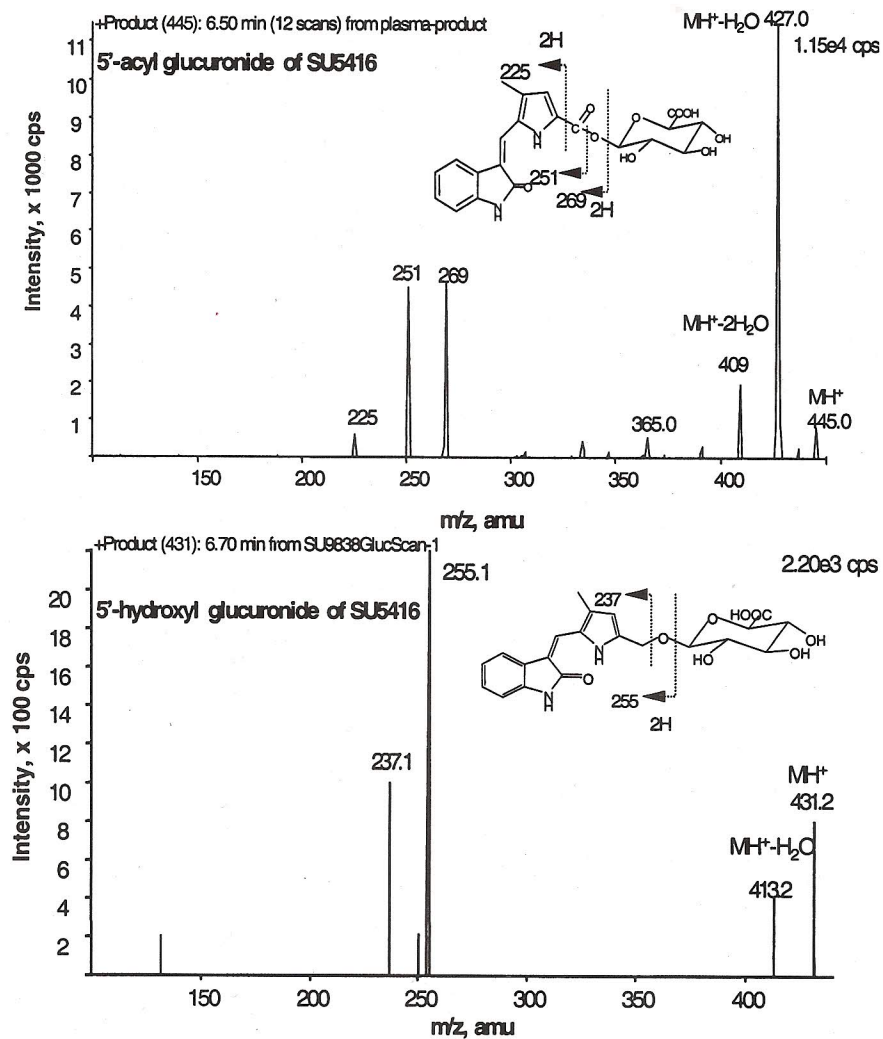 +Product (445): 6.50 min (12 scans) from plasma-product
MH⁺-H₂O 427.0
1.15e4 cps
5'-acyl glucuronide of SU5416
2H
225
O
C
O
O
COOH
OH
HO
OH
N
H
251
269
2H
O
N
H
Intensity, x 1000 cps
11
10
9
8
7
6
5
4
3
2
1
251
269
MH⁺-2H₂O
409
225
365.0
MH⁺
445.0
150
200
250
300
350
400
m/z, amu
+Product (431): 6.70 min from SU9838GlucScan-1
255.1
2.20e3 cps
5'-hydroxyl glucuronide of SU5416
237
HOOC
O
O
OH
HO
OH
N
H
255
2H
O
N
H
Intensity, x 100 cps
20
18
16
14
12
10
8
6
4
2
237.1
MH⁺
431.2
MH⁺-H₂O
413.2
150
200
250
300
350
400
m/z, amu